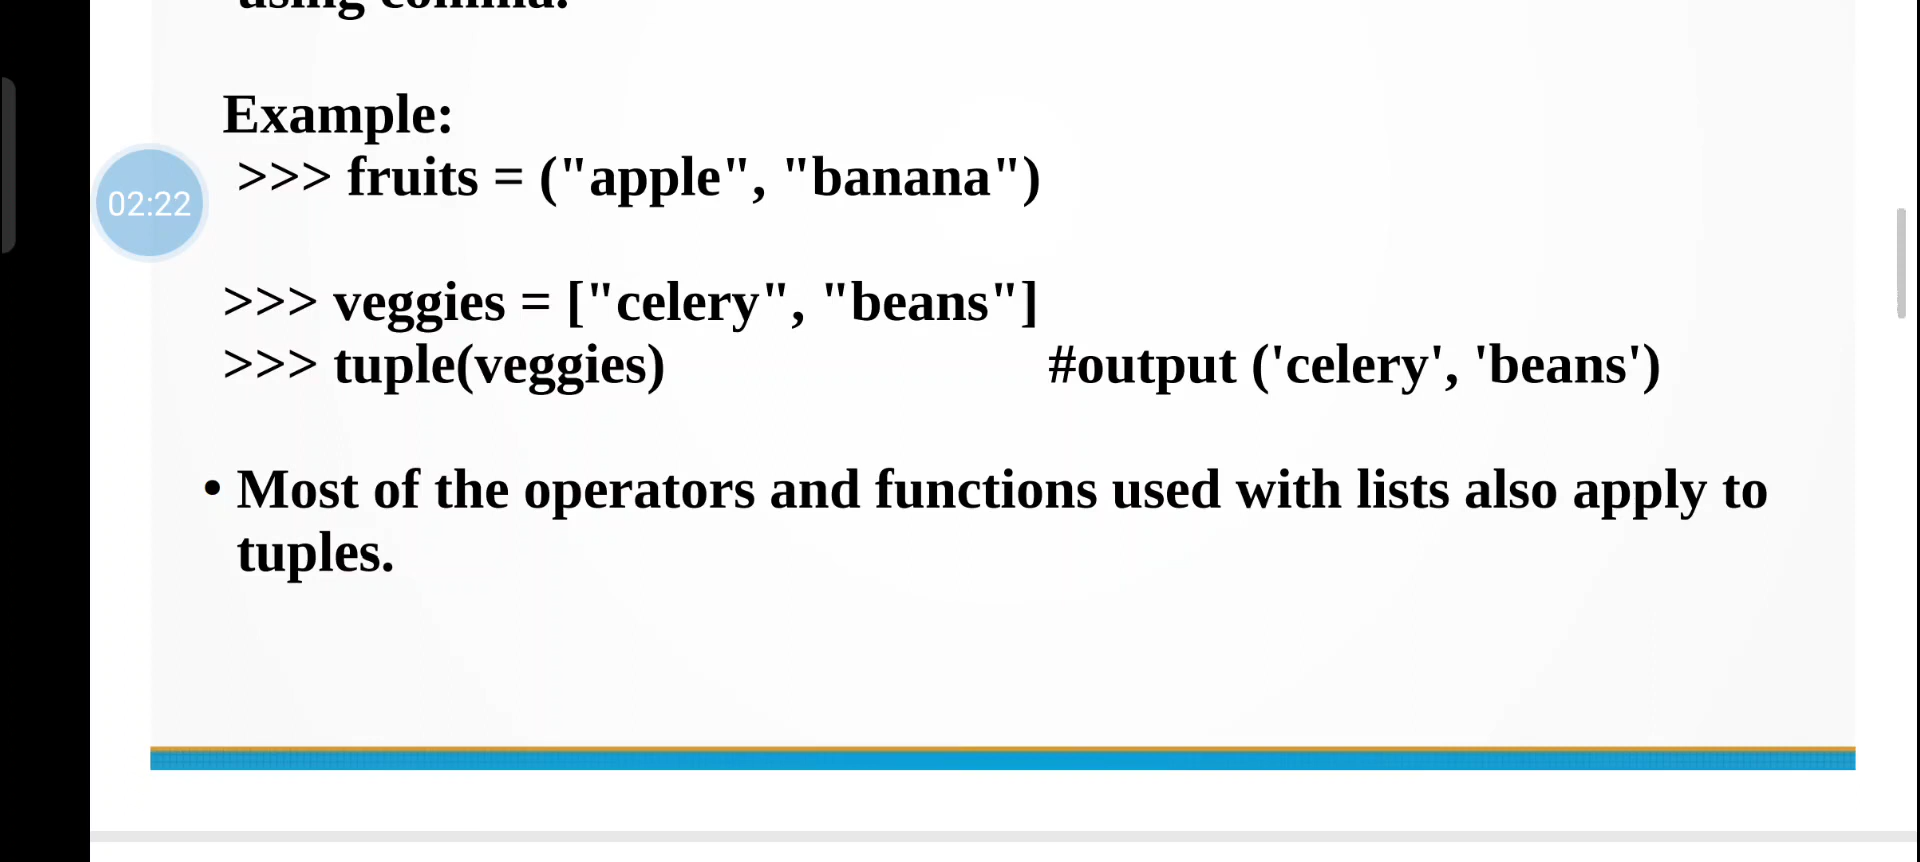 using comma.
Example:
>>> fruits = ("apple", "banana")
02:22
>>> veggies = ["celery", "beans"]
>>> tuple(veggies) #output ('celery', 'beans')
• Most of the operators and functions used with lists also apply to
tuples.